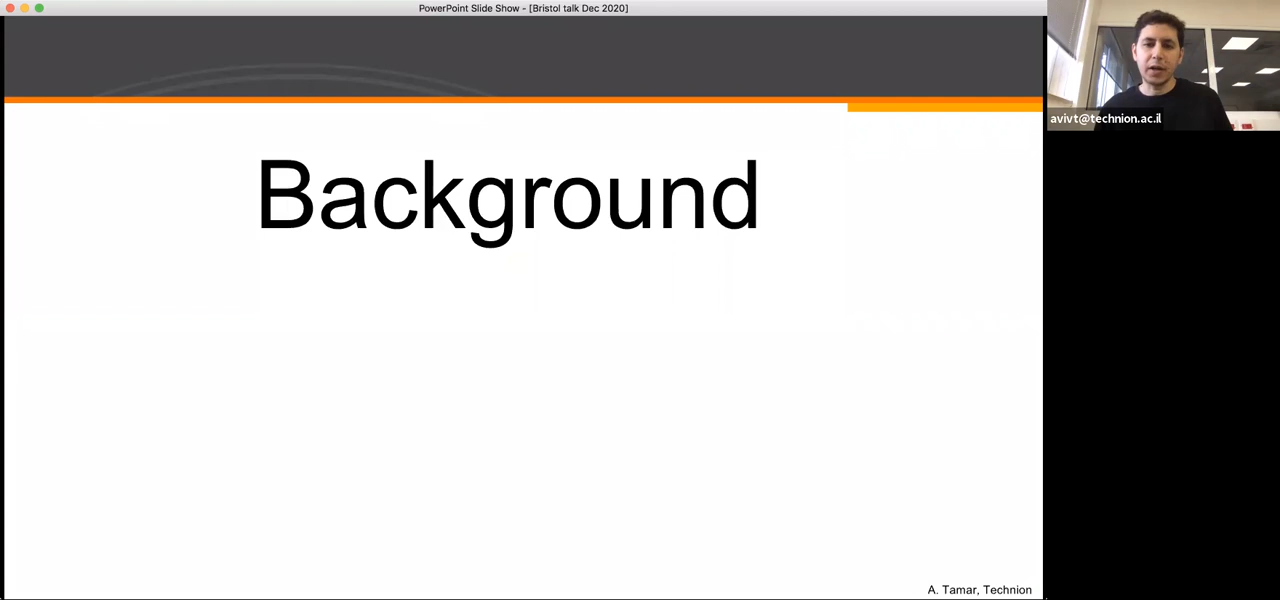 PowerPoint Slide Show - [Bristol talk Dec 2020]
avivt@technion.ac.il
Background
A. Tamar, Technion